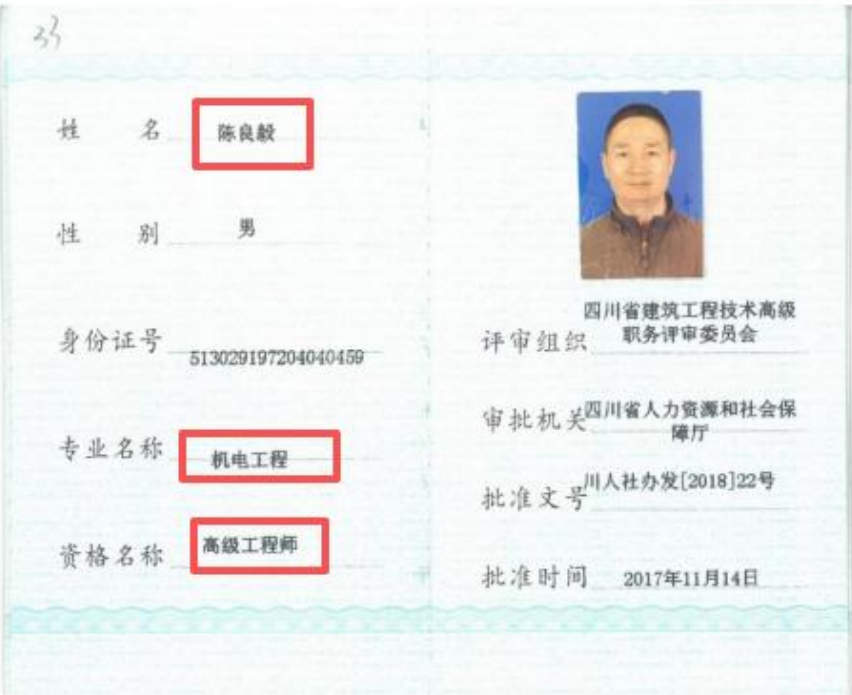 33
姓名 陈良毅
性别 男
身份证号 513029197204040459
专业名称 机电工程
资格名称 高级工程师
四川省建筑工程技术高级
评审组织 职务评审委员会
审批机关 四川省人力资源和社会保
障厅
批准文号 川人社办发[2018]22号
批准时间 2017年11月14日